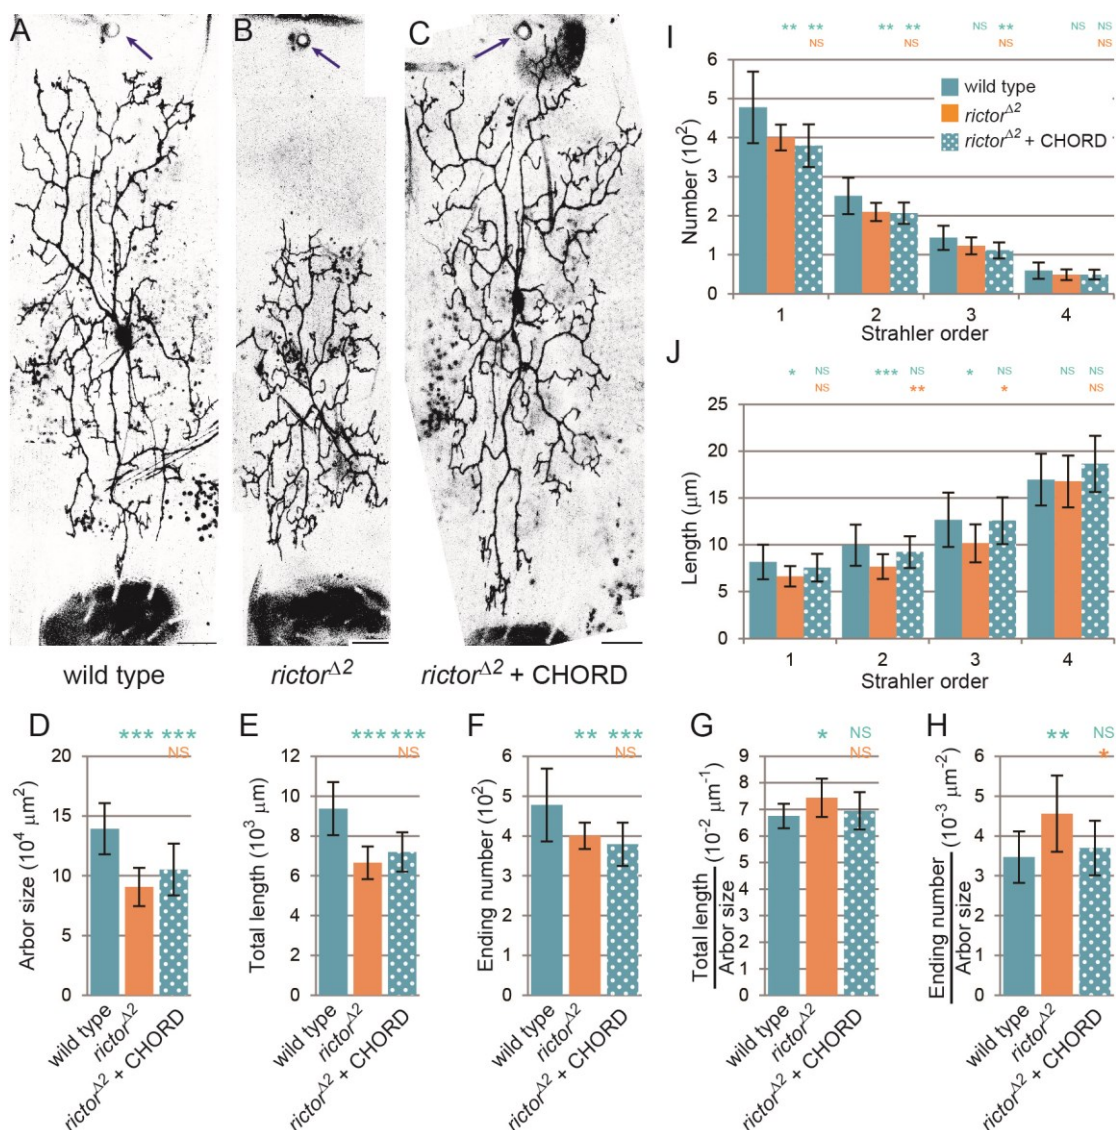 A
B
C
wild type
rictorΔ2
rictorΔ2 + CHORD
D
*** ***
NS
Arbor size (10⁴ µm²)
20
15
10
5
0
wild type
rictorΔ2
rictorΔ2 + CHORD
E
*** ***
NS
Total length (10³ µm)
12
10
8
6
4
2
0
wild type
rictorΔ2
rictorΔ2 + CHORD
F
** ***
NS
Ending number (10²)
6
5
4
3
2
1
0
wild type
rictorΔ2
rictorΔ2 + CHORD
G
* NS
NS
Total length
Arbor size
(10⁻² µm⁻¹)
9
8
7
6
5
4
3
2
1
0
wild type
rictorΔ2
rictorΔ2 + CHORD
H
** NS
*
Ending number
Arbor size
(10⁻³ µm⁻²)
6
5
4
3
2
1
0
wild type
rictorΔ2
rictorΔ2 + CHORD
I
** ** ** ** NS ** NS NS
NS NS NS NS
Number (10²)
6
5
4
3
2
1
0
wild type
rictorΔ2
rictorΔ2 + CHORD
1 2 3 4
Strahler order
J
* NS *** NS * NS NS NS
NS ** * NS
Length (µm)
25
20
15
10
5
0
1 2 3 4
Strahler order